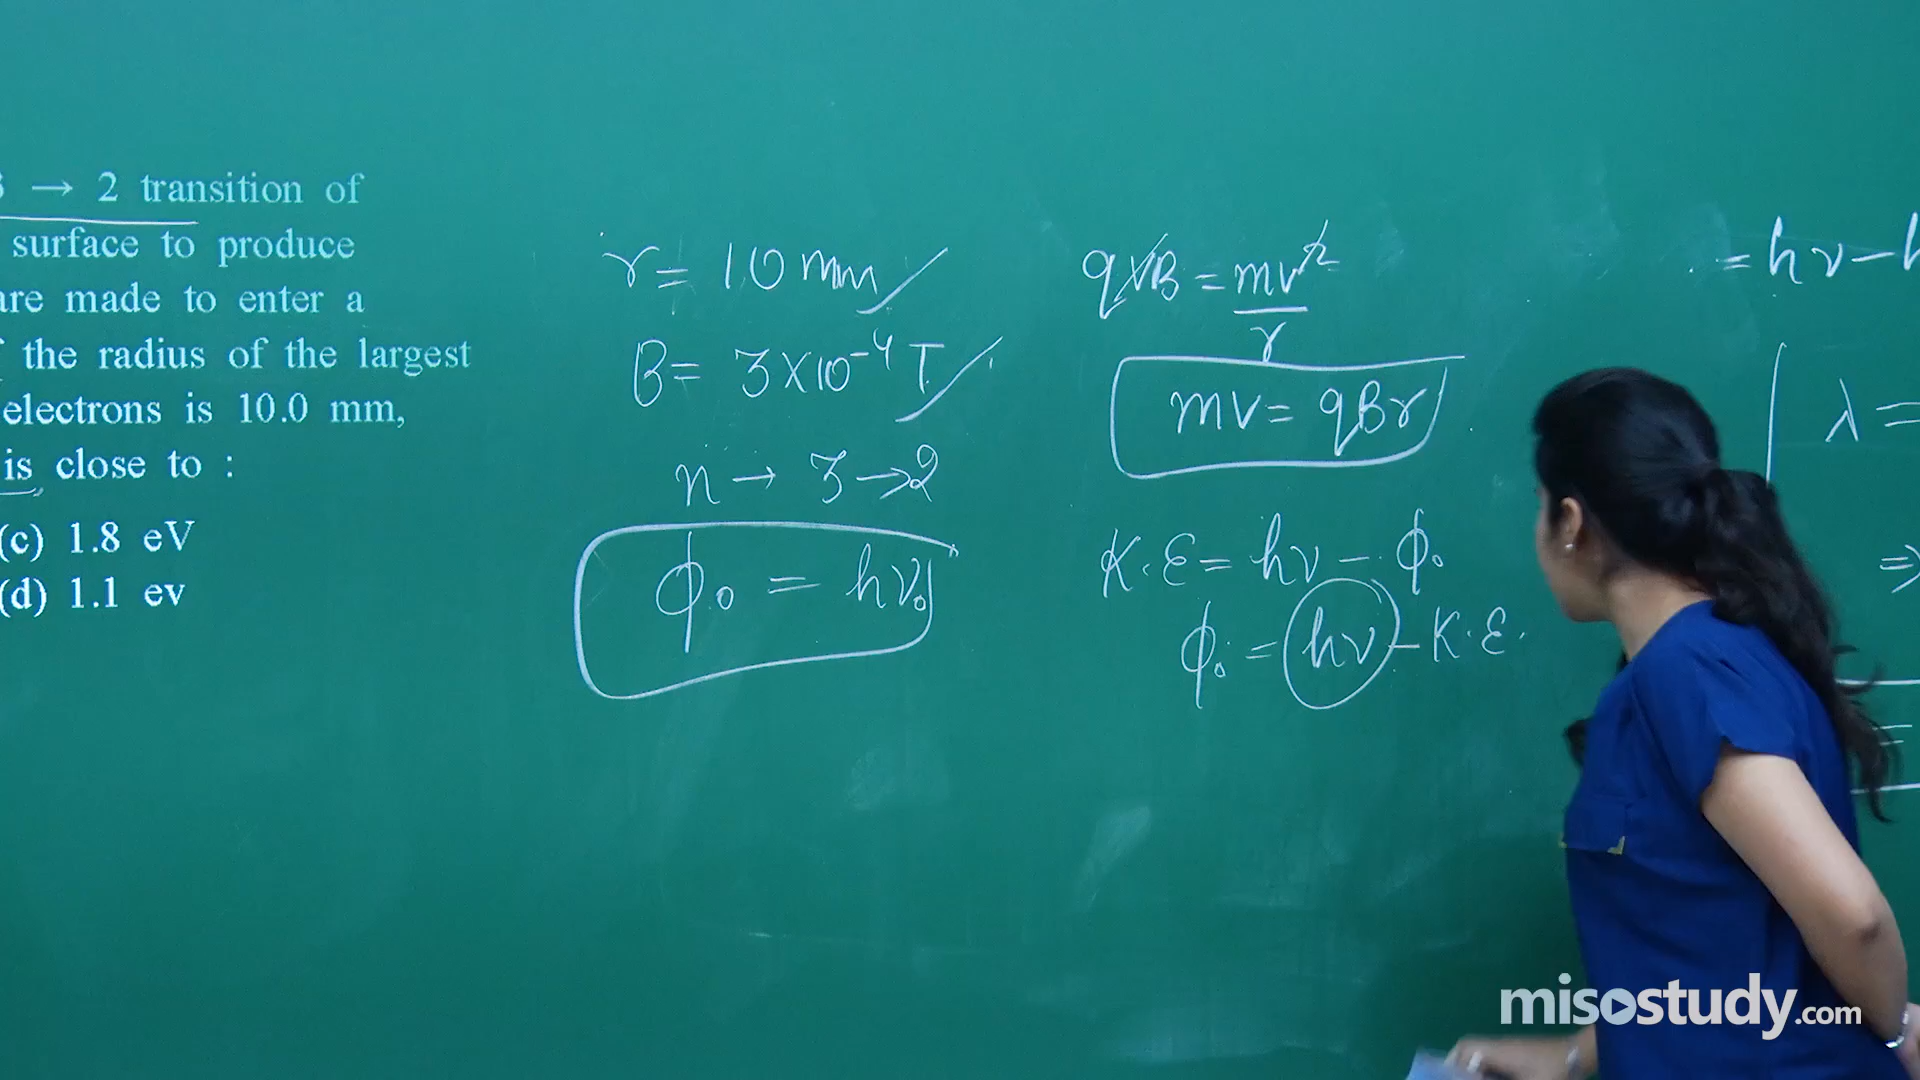 3 → 2 transition of
surface to produce
are made to enter a
the radius of the largest
electrons is 10.0 mm,
is close to :
(c) 1.8 eV
(d) 1.1 ev
r = 10 mm
B = 3×10⁻⁴ T
n → 3→2
ϕ₀ = hν₀
qvB = mv²/r
mv = qBr
K.E = hν - ϕ₀
ϕ₀ = hν - K.E.
= hν - h
λ =
⇒
misostudy.com